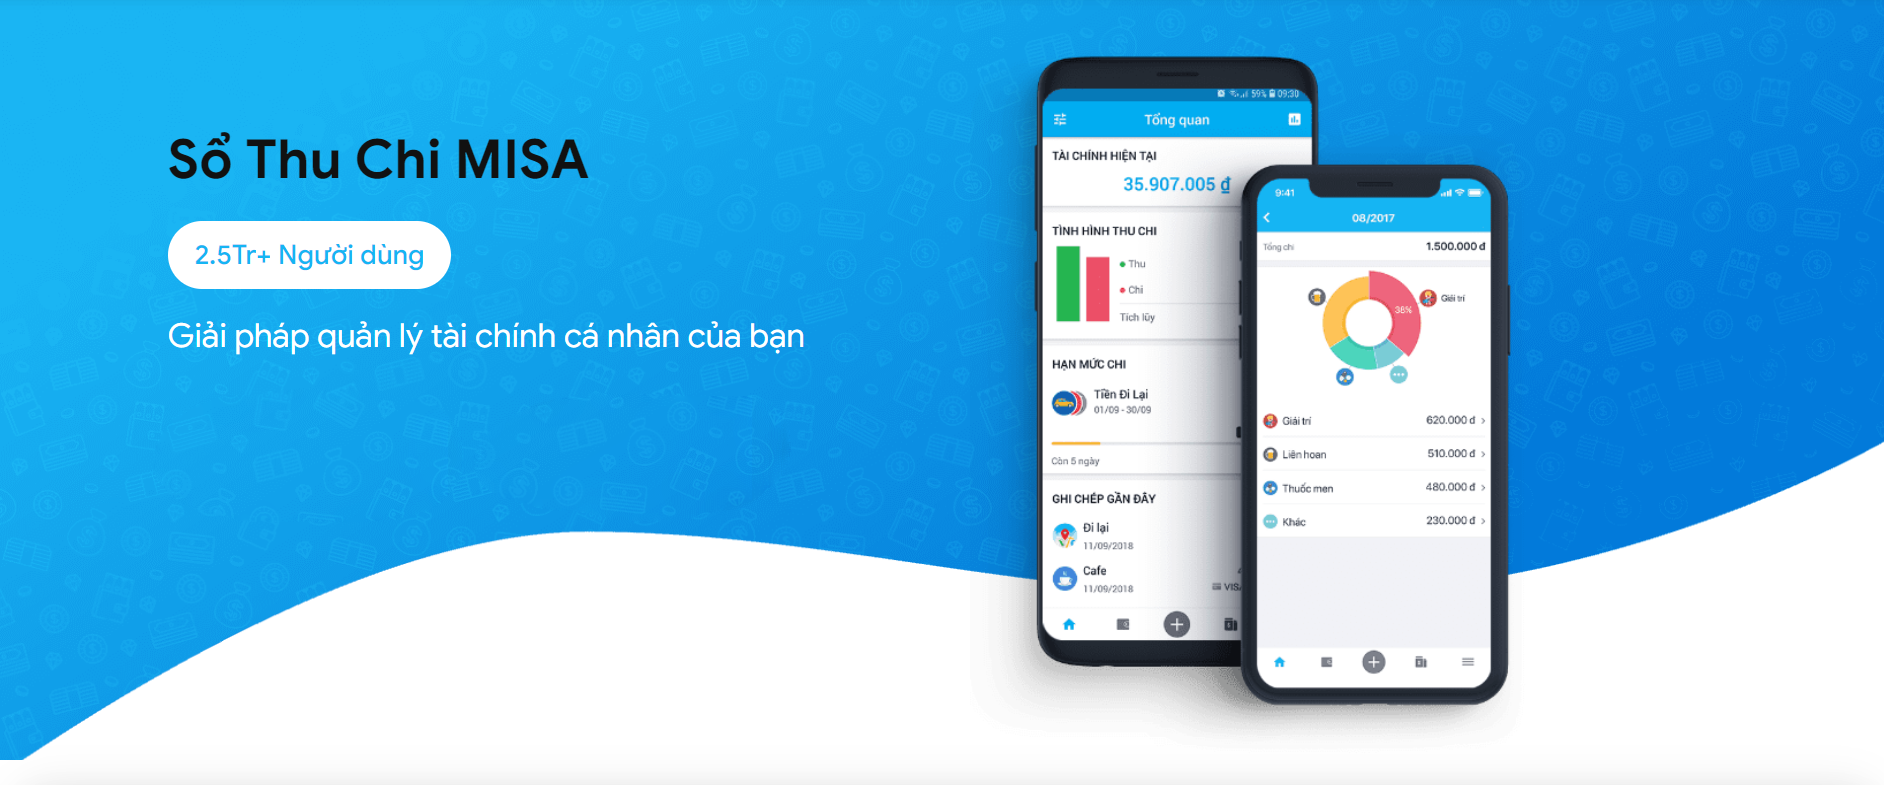 Sổ Thu Chi MISA
2.5Tr+ Người dùng
Giải pháp quản lý tài chính cá nhân của bạn
59% 09:30
Tổng quan
TÀI CHÍNH HIỆN TẠI
35.907.005 đ
TÌNH HÌNH THU CHI
Thu
Chi
Tích lũy
HẠN MỨC CHI
Tiền Đi Lại
01/09 - 30/09
Còn 5 ngày
GHI CHÉP GẦN ĐÂY
Đi lại
11/09/2018
Cafe
11/09/2018
VISA
9:41
08/2017
Tổng chi
1.500.000 đ
38%
Giải trí
Giải trí
620.000 đ
Liên hoan
510.000 đ
Thuốc men
480.000 đ
Khác
230.000 đ